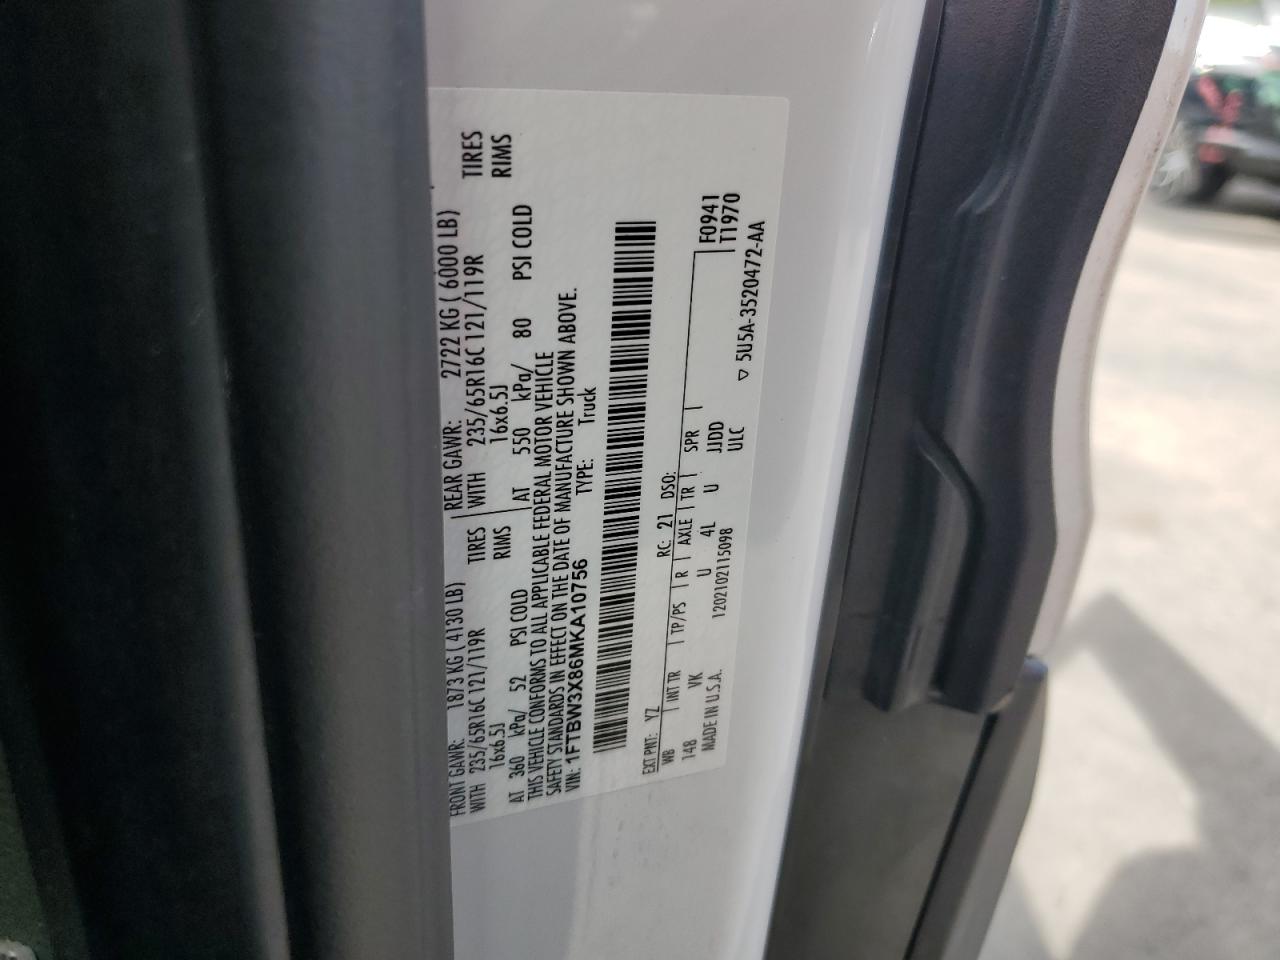 FRONT GAWR: 1873 KG ( 4130 LB)
WITH 235/65R16C 121/119R TIRES
16x6.5J RIMS
AT 360 kPa/ 52 PSI COLD
REAR GAWR: 2722 KG ( 6000 LB)
WITH 235/65R16C 121/119R TIRES
16x6.5J RIMS
AT 550 kPa/ 80 PSI COLD
THIS VEHICLE CONFORMS TO ALL APPLICABLE FEDERAL MOTOR VEHICLE
SAFETY STANDARDS IN EFFECT ON THE DATE OF MANUFACTURE SHOWN ABOVE.
VIN: 1FTBW3X86MKA10756 TYPE: Truck
EXT PNT: YZ RC: 21 DSO:
WB INT TR TP/PS R AXLE TR SPR F0941
148 VK U 4L U JJDD T1970
MADE IN U.S.A. 1202102115098 ULC
5U5A-3520472-AA